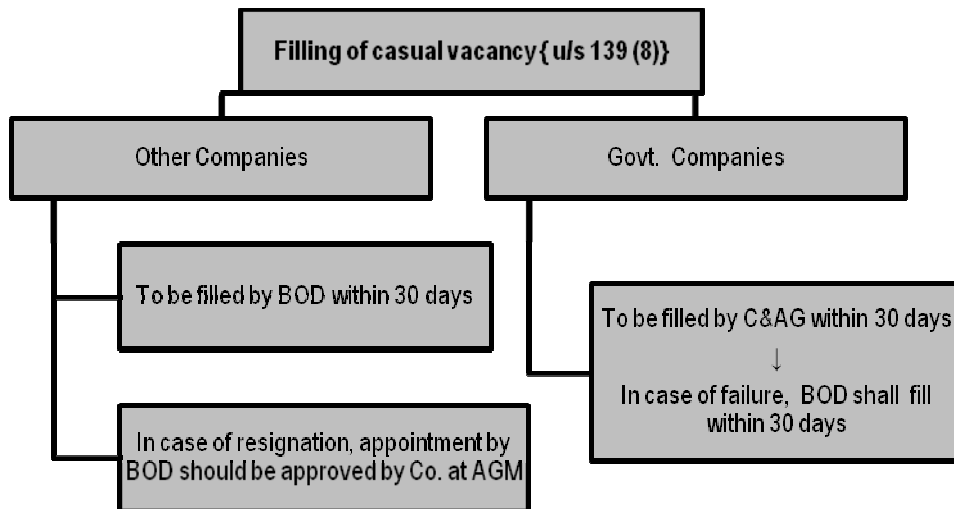 Filling of casual vacancy{ u/s 139 (8)}
Other Companies
Govt. Companies
To be filled by BOD within 30 days
In case of resignation, appointment by
BOD should be approved by Co. at AGM
To be filled by C&AG within 30 days
↓
In case of failure, BOD shall fill
within 30 days